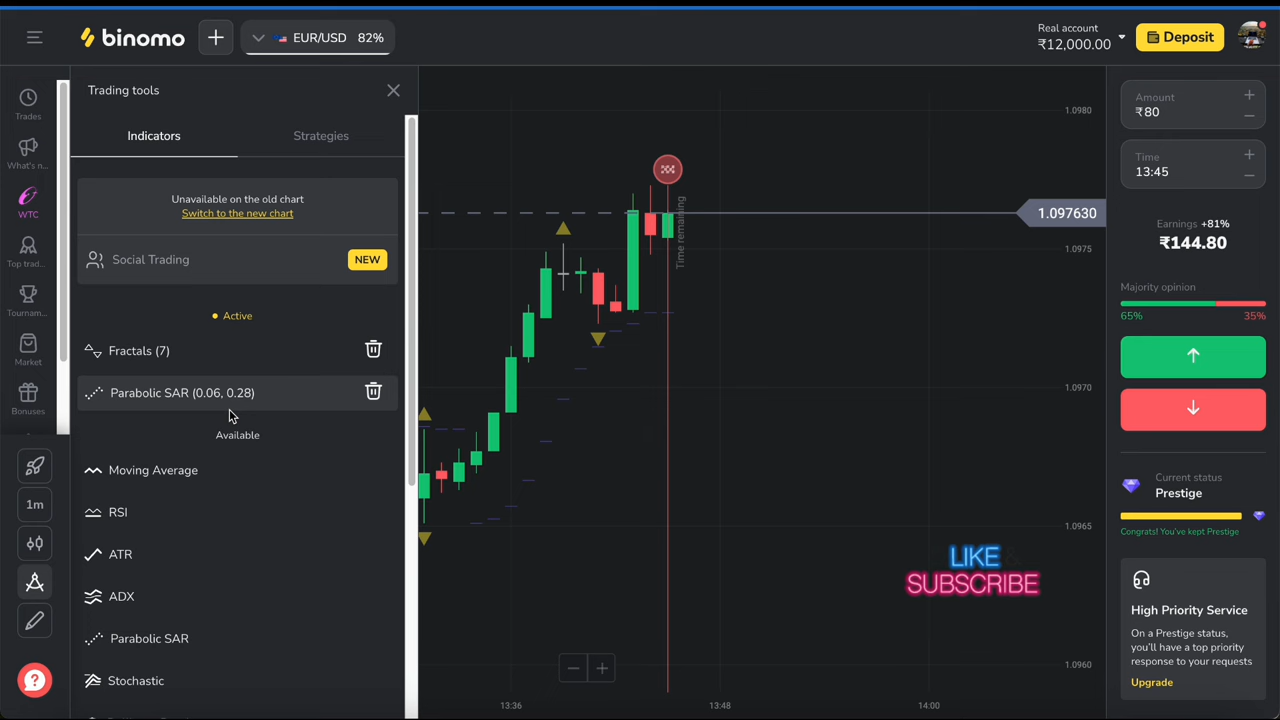 binomo
EUR/USD 82%
Real account
₹12,000.00
Deposit
Trades
What's n...
WTC
Top trad...
Tournam...
Market
Bonuses
1m
Trading tools
Indicators
Strategies
Unavailable on the old chart
Switch to the new chart
Social Trading
NEW
Active
Fractals (7)
Parabolic SAR (0.06, 0.28)
Available
Moving Average
RSI
ATR
ADX
Parabolic SAR
Stochastic
Time remaining
1.0980
1.097630
1.0975
1.0970
1.0965
1.0960
LIKE
SUBSCRIBE
13:36
13:48
14:00
Amount
₹80
Time
13:45
Earnings +81%
₹144.80
Majority opinion
65%
35%
Current status
Prestige
Congrats! You've kept Prestige
High Priority Service
On a Prestige status,
you'll have a top priority
response to your requests
Upgrade